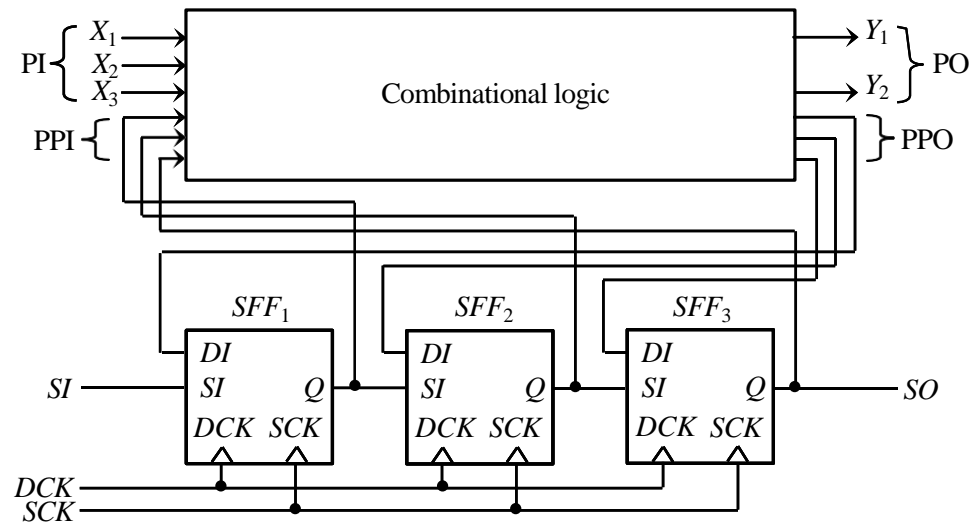 X1
Y1
PI
X2
PO
X3
Combinational logic
Y2
PPI
PPO
SFF1
SFF2
SFF3
DI
DI
DI
SI
SI
Q
SI
Q
SI
Q
SO
DCK SCK
DCK SCK
DCK SCK
DCK
SCK